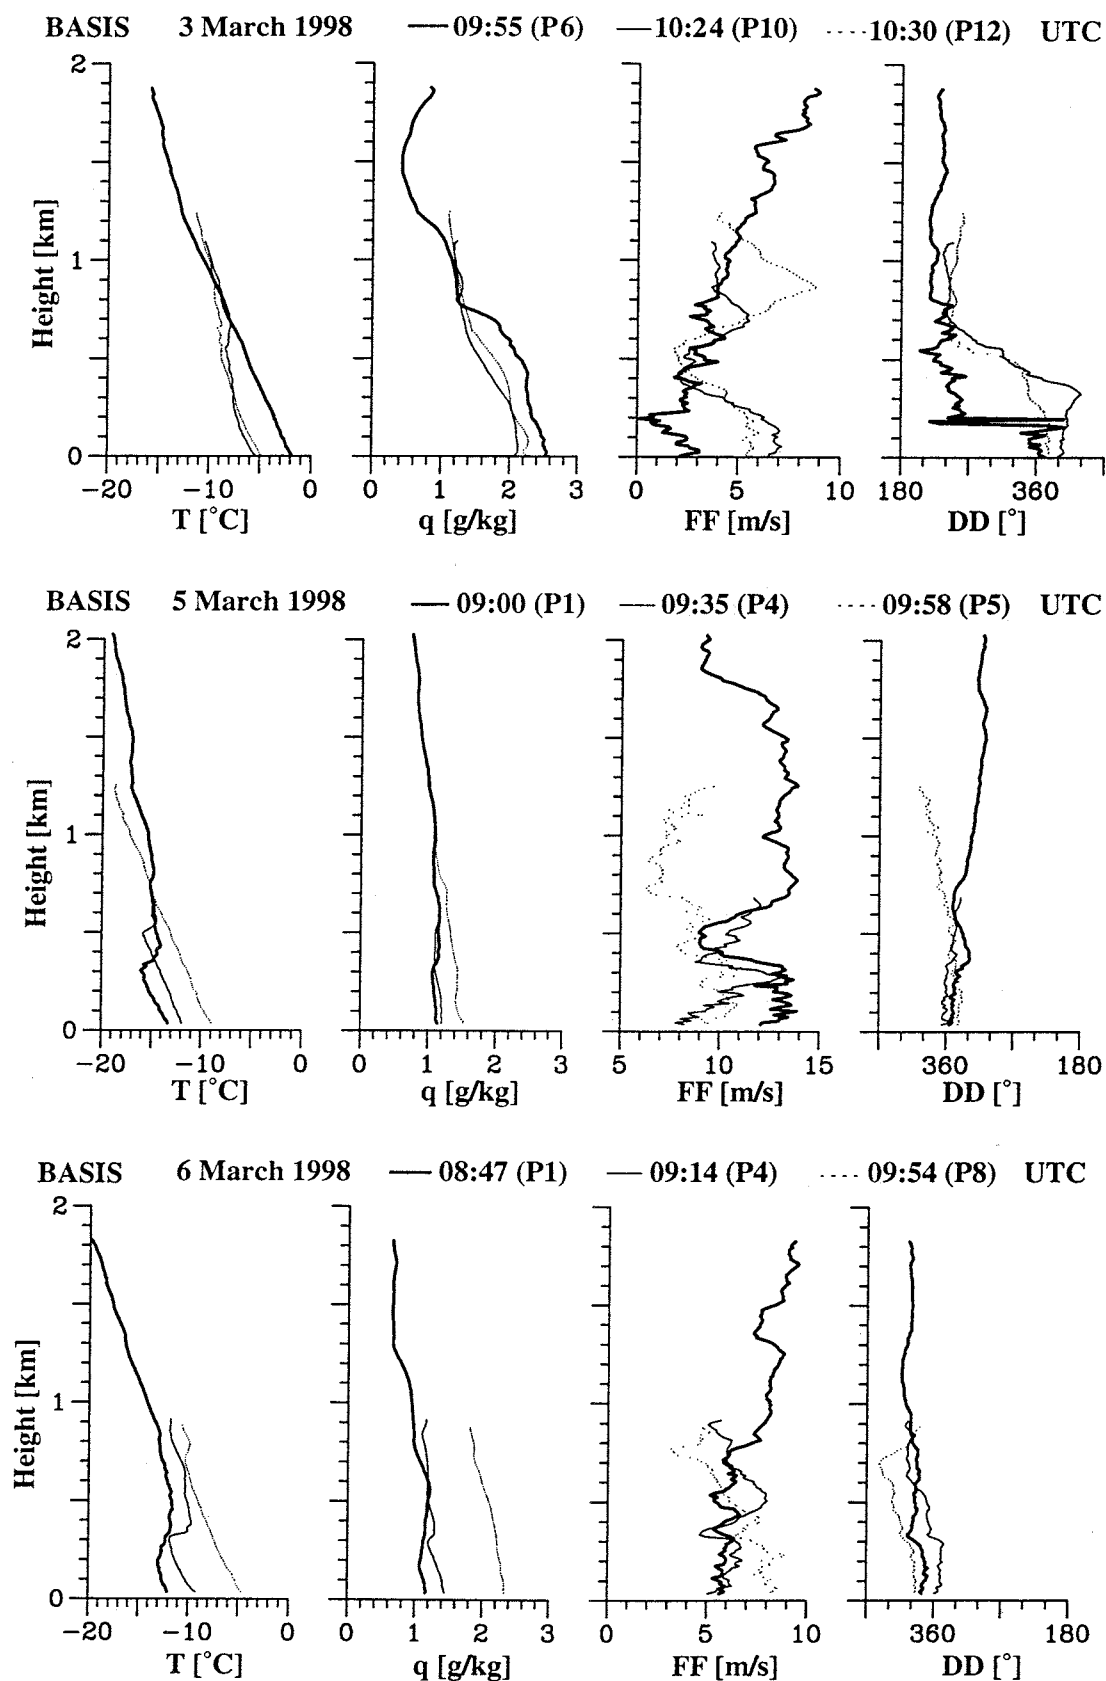 BASIS 3 March 1998 09:55 (P6) 10:24 (P10) 10:30 (P12) UTC
2
1
0
Height [km]
−20 −10 0
T [°C]
0 1 2 3
q [g/kg]
0 5 10
FF [m/s]
180 360
DD [°]
BASIS 5 March 1998 09:00 (P1) 09:35 (P4) 09:58 (P5) UTC
2
1
0
Height [km]
−20 −10 0
T [°C]
0 1 2 3
q [g/kg]
5 10 15
FF [m/s]
360 180
DD [°]
BASIS 6 March 1998 08:47 (P1) 09:14 (P4) 09:54 (P8) UTC
2
1
0
Height [km]
−20 −10 0
T [°C]
0 1 2 3
q [g/kg]
0 5 10
FF [m/s]
360 180
DD [°]